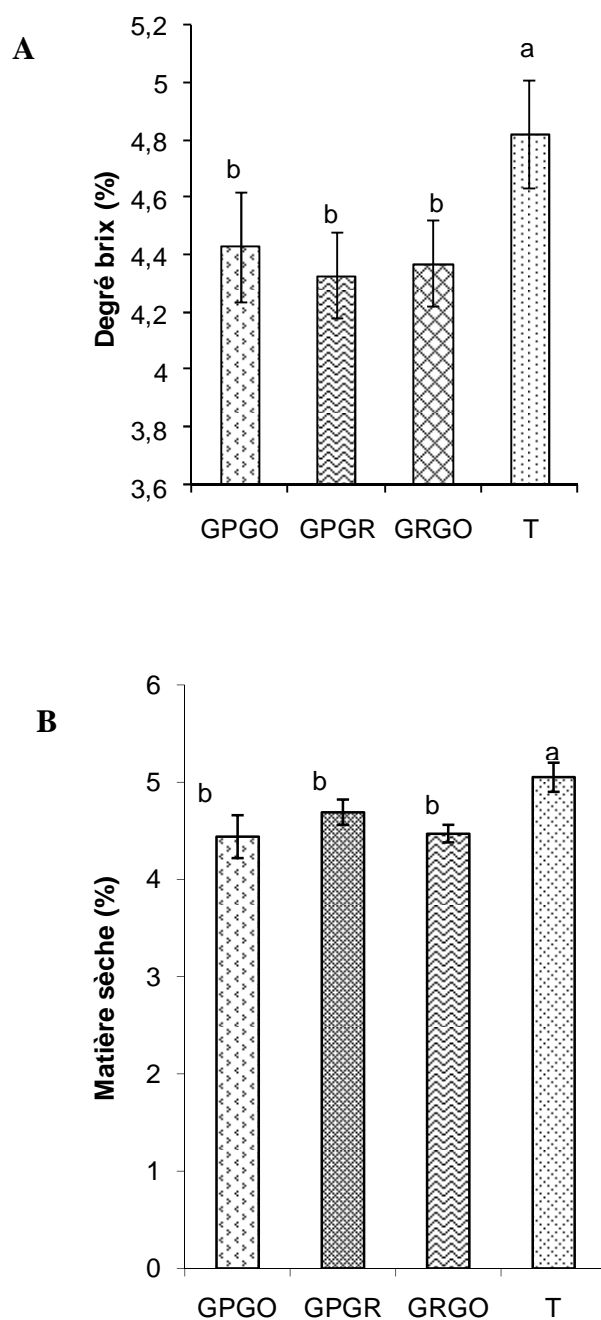 A
Degré brix (%)
5,2
5
4,8
4,6
4,4
4,2
4
3,8
3,6
b
b
b
a
GPGO GPGR GRGO T
B
Matière sèche (%)
6
5
4
3
2
1
0
b
b
b
a
GPGO GPGR GRGO T